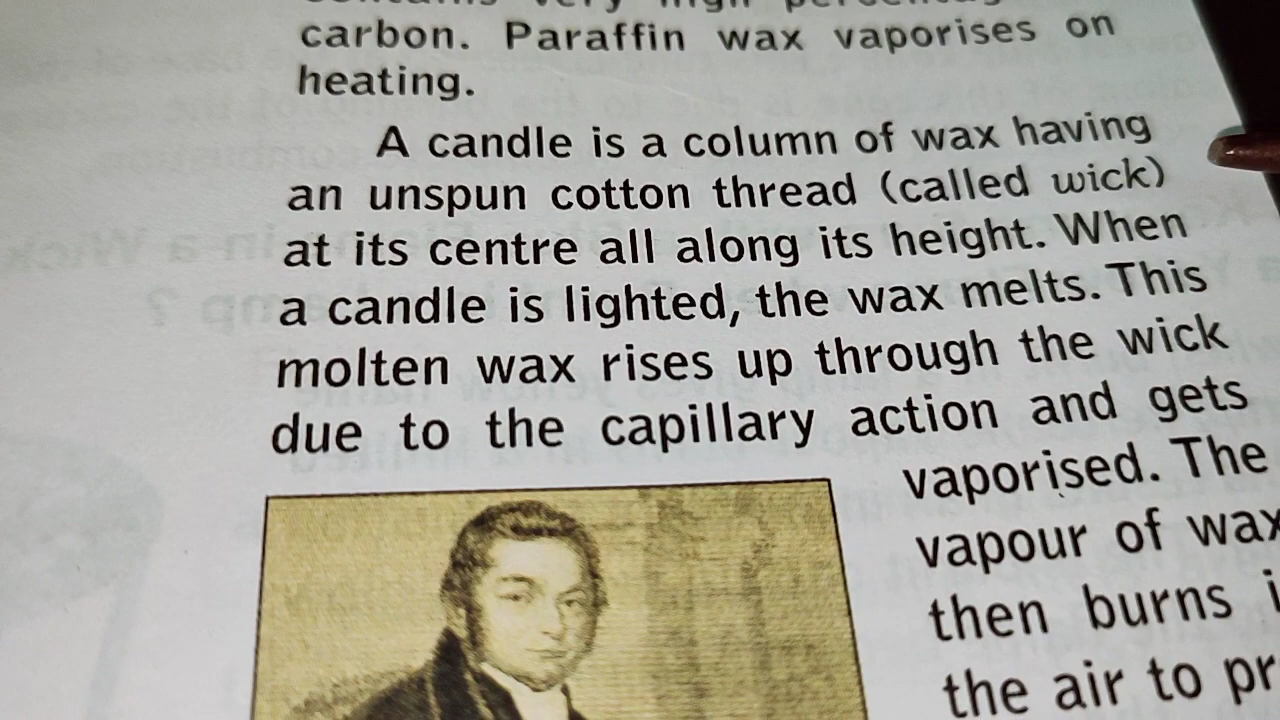 carbon. Paraffin wax vaporises on
heating.
A candle is a column of wax having
an unspun cotton thread (called wick)
at its centre all along its height. When
a candle is lighted, the wax melts. This
molten wax rises up through the wick
due to the capillary action and gets
vaporised. The
vapour of wax
then burns
the air to